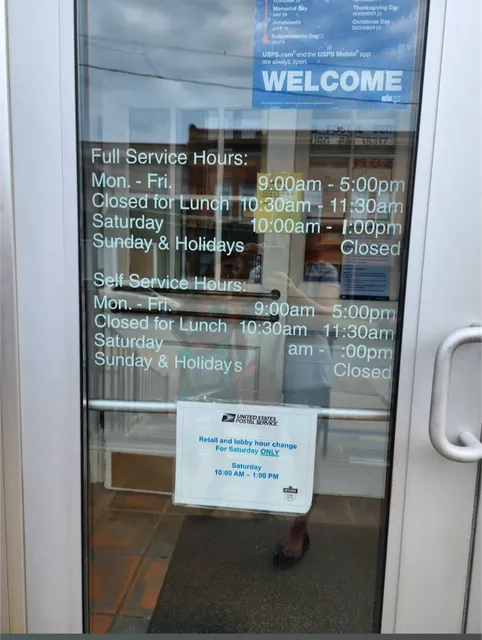 Memorial Day
Juneteenth
Independence Day
Thanksgiving Day
Christmas Day
USPS.com® and the USPS Mobile® app
are always open.
WELCOME
Full Service Hours:
Mon. - Fri. 9:00am - 5:00pm
Closed for Lunch 10:30am - 11:30am
Saturday 10:00am - 1:00pm
Sunday & Holidays Closed
Self Service Hours:
Mon. - Fri. 9:00am 5:00pm
Closed for Lunch 10:30am 11:30am
Saturday am - :00pm
Sunday & Holidays Closed
UNITED STATES
POSTAL SERVICE
Retail and lobby hour change
For Saturday ONLY
Saturday
10:00 AM – 1:00 PM